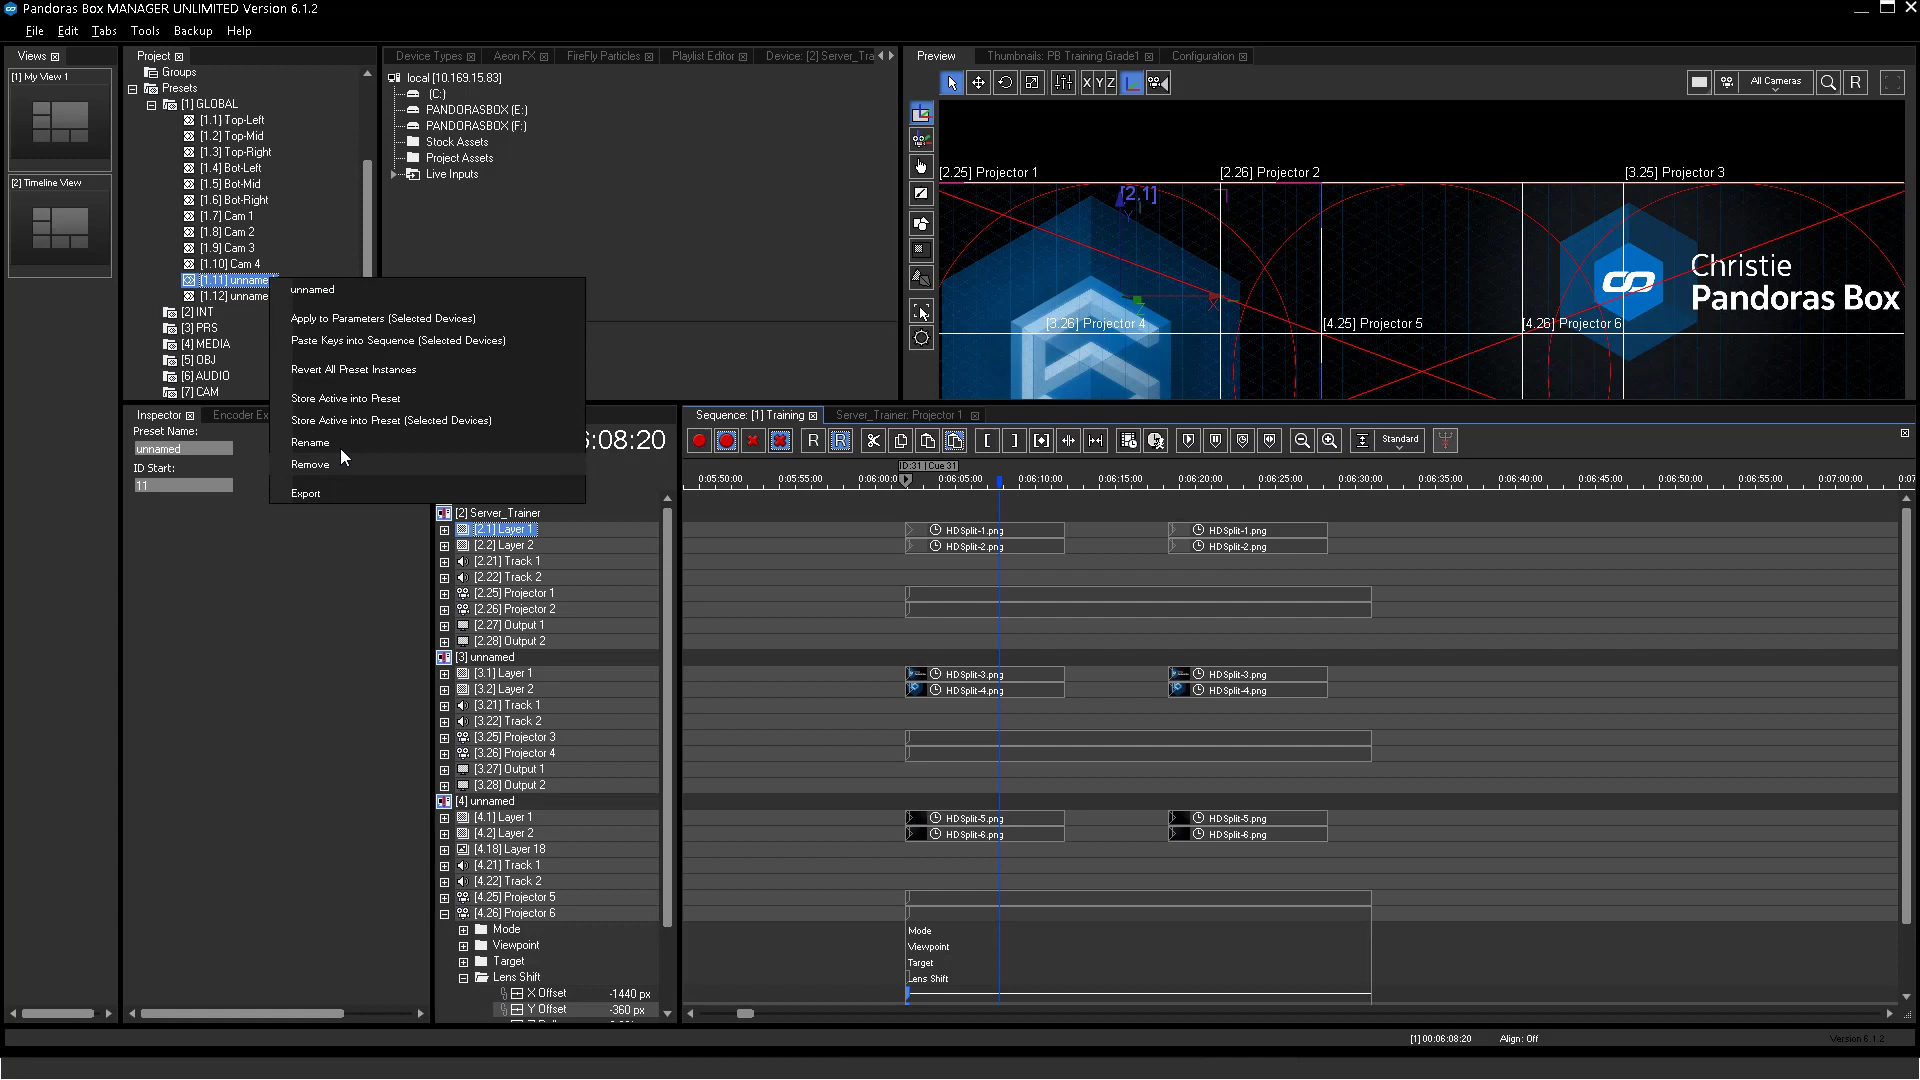 Pandoras Box MANAGER UNLIMITED Version 6.1.2
File Edit Tabs Tools Backup Help
Views
[1] My View 1
[2] Timeline View
Project
Groups
Presets
[1] GLOBAL
[1.1] Top-Left
[1.2] Top-Mid
[1.3] Top-Right
[1.4] Bot-Left
[1.5] Bot-Mid
[1.6] Bot-Right
[1.7] Cam 1
[1.8] Cam 2
[1.9] Cam 3
[1.10] Cam 4
[1.11] unname
[1.12] unname
[2] INT
[3] PRS
[4] MEDIA
[5] OBJ
[6] AUDIO
[7] CAM
Device Types Aeon FX FireFly Particles Playlist Editor Device: [2] Server_Tra
local [10.169.15.83]
(C:)
PANDORASBOX (E:)
PANDORASBOX (F:)
Stock Assets
Project Assets
Live Inputs
unnamed
Apply to Parameters (Selected Devices)
Paste Keys into Sequence (Selected Devices)
Revert All Preset Instances
Store Active into Preset
Store Active into Preset (Selected Devices)
Rename
Remove
Export
Preview Thumbnails: PB Training Grade1 Configuration
X Y Z
All Cameras
R
[2.25] Projector 1
[2.26] Projector 2
[3.25] Projector 3
[2.1]
Y
X
Z
[3.26] Projector 4
[4.25] Projector 5
[4.26] Projector 6
Christie
Pandoras Box
Inspector Encoder Ex
Preset Name:
unnamed
ID Start:
11
:08:20
Sequence: [1] Training Server_Trainer: Projector 1
R R
Standard
ID:31 | Cue 31
0:05:50:00 0:05:55:00 0:06:00:00 0:06:05:00 0:06:10:00 0:06:15:00 0:06:20:00 0:06:25:00 0:06:30:00 0:06:35:00 0:06:40:00 0:06:45:00 0:06:50:00 0:06:55:00 0:07:00:00 0:07
[2] Server_Trainer
[2.1] Layer 1 HDSplit-1.png HDSplit-1.png
[2.2] Layer 2 HDSplit-2.png HDSplit-2.png
[2.21] Track 1
[2.22] Track 2
[2.25] Projector 1
[2.26] Projector 2
[2.27] Output 1
[2.28] Output 2
[3] unnamed
[3.1] Layer 1 HDSplit-3.png HDSplit-3.png
[3.2] Layer 2 HDSplit-4.png HDSplit-4.png
[3.21] Track 1
[3.22] Track 2
[3.25] Projector 3
[3.26] Projector 4
[3.27] Output 1
[3.28] Output 2
[4] unnamed
[4.1] Layer 1 HDSplit-5.png HDSplit-5.png
[4.2] Layer 2 HDSplit-6.png HDSplit-6.png
[4.18] Layer 18
[4.21] Track 1
[4.22] Track 2
[4.25] Projector 5
[4.26] Projector 6
Mode Mode
Viewpoint Viewpoint
Target Target
Lens Shift Lens Shift
X Offset -1440 px
Y Offset -360 px
[1] 00:06:08:20 Align: Off Version 6.1.2